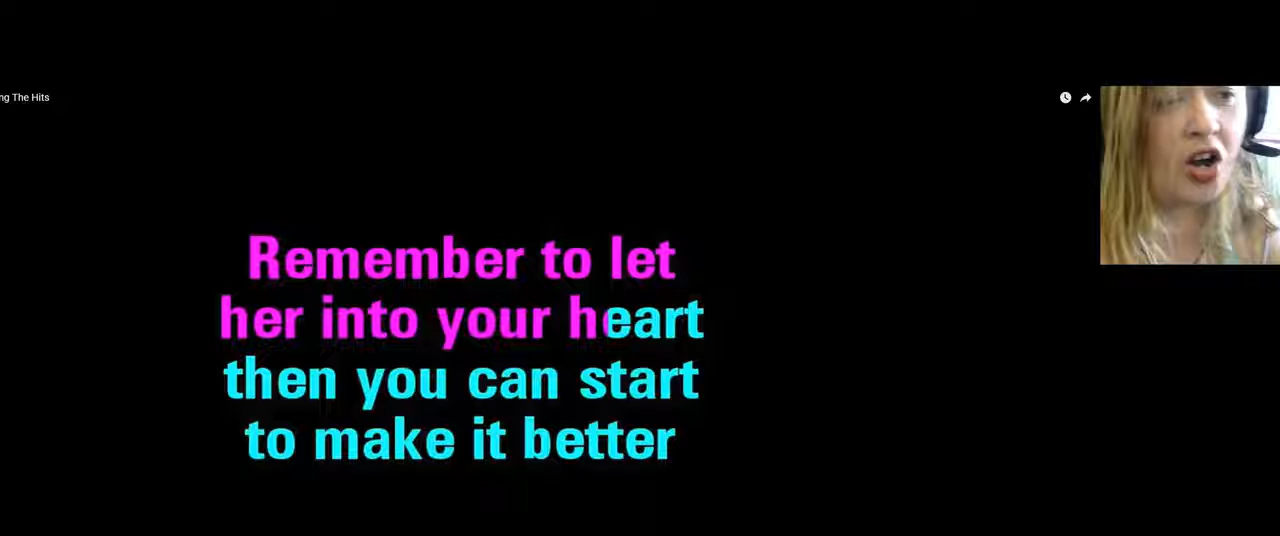 ng The Hits
Remember to let
her into your heart
then you can start
to make it better